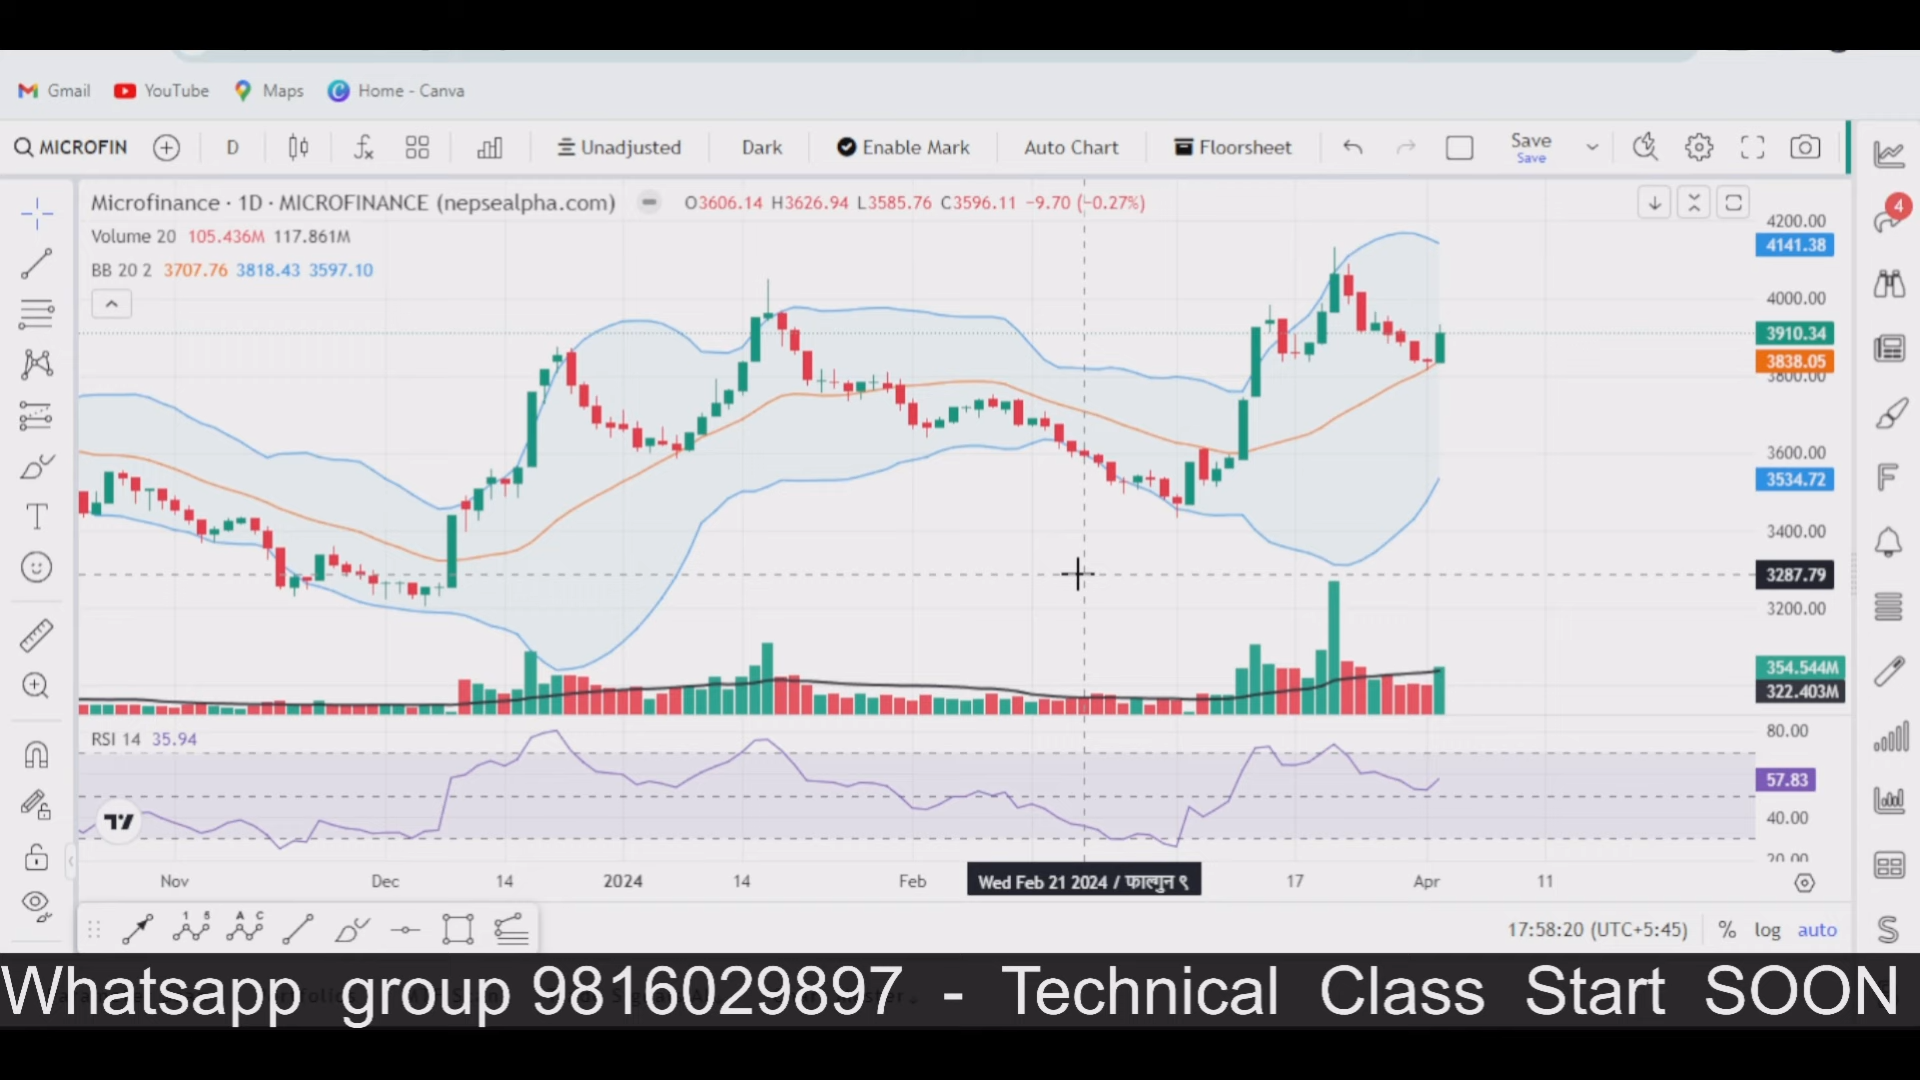 Gmail YouTube Maps Home - Canva
MICROFIN D Unadjusted Dark Enable Mark Auto Chart Floorsheet Save
Save
Microfinance · 1D · MICROFINANCE (nepsealpha.com) O3606.14 H3626.94 L3585.76 C3596.11 −9.70 (−0.27%)
Volume 20 105.436M 117.861M
BB 20 2 3707.76 3818.43 3597.10
4
4200.00
4141.38
4000.00
3910.34
3838.05
3800.00
3600.00
3534.72
3400.00
3287.79
3200.00
354.544M
322.403M
RSI 14 35.94
80.00
57.83
40.00
20.00
Nov Dec 14 2024 14 Feb Wed Feb 21 2024 / फाल्गुन ९ 17 Apr 11
1 5 A C
17:58:20 (UTC+5:45) % log auto
Whatsapp group 9816029897 - Technical Class Start SOON